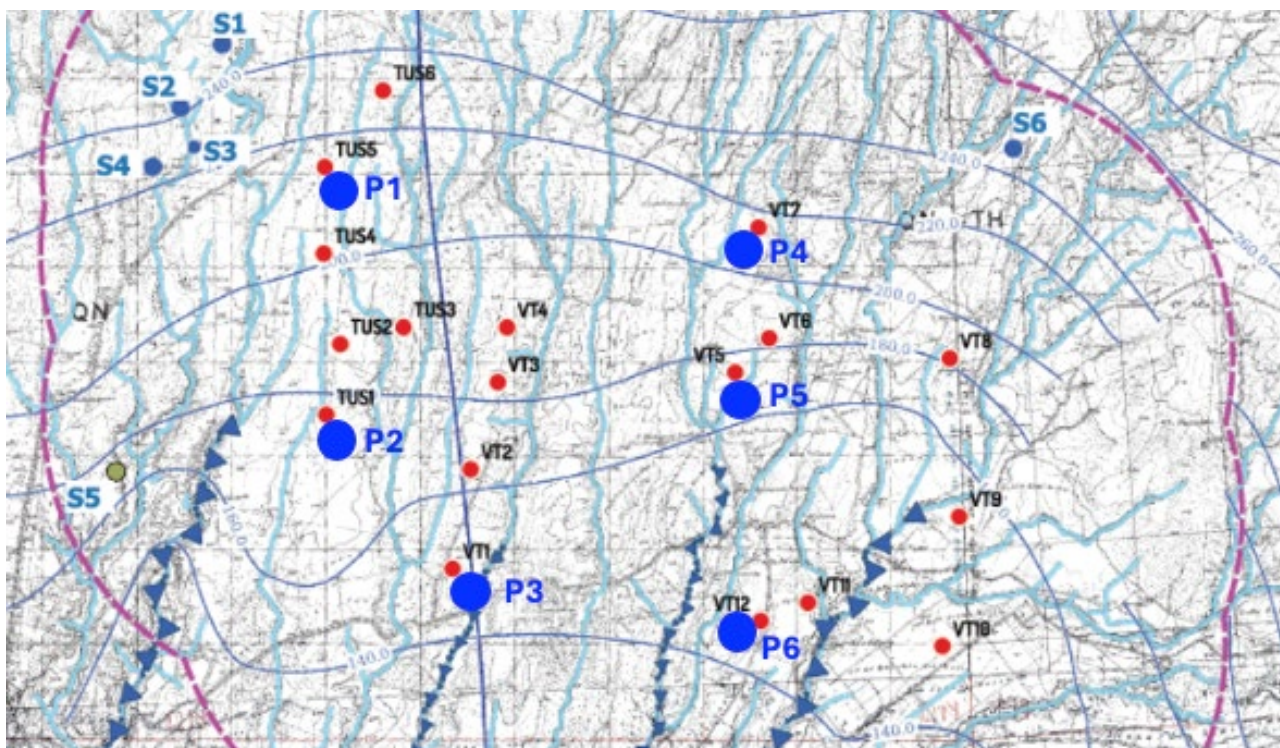 S1
TUS6
S2
240.0
S3
S4
S6
TUS5
P1
240.0
VT7
220.0
TH
260.0
TUS4
P4
200.0
QN
TUS3
VT4
TUS2
VT6
180.0
VT8
VT3
VT5
TUS1
P5
P2
VT2
S5
160.0
VT9
VT1
P3
VT11
VT12
P6
VT10
140.0
140.0